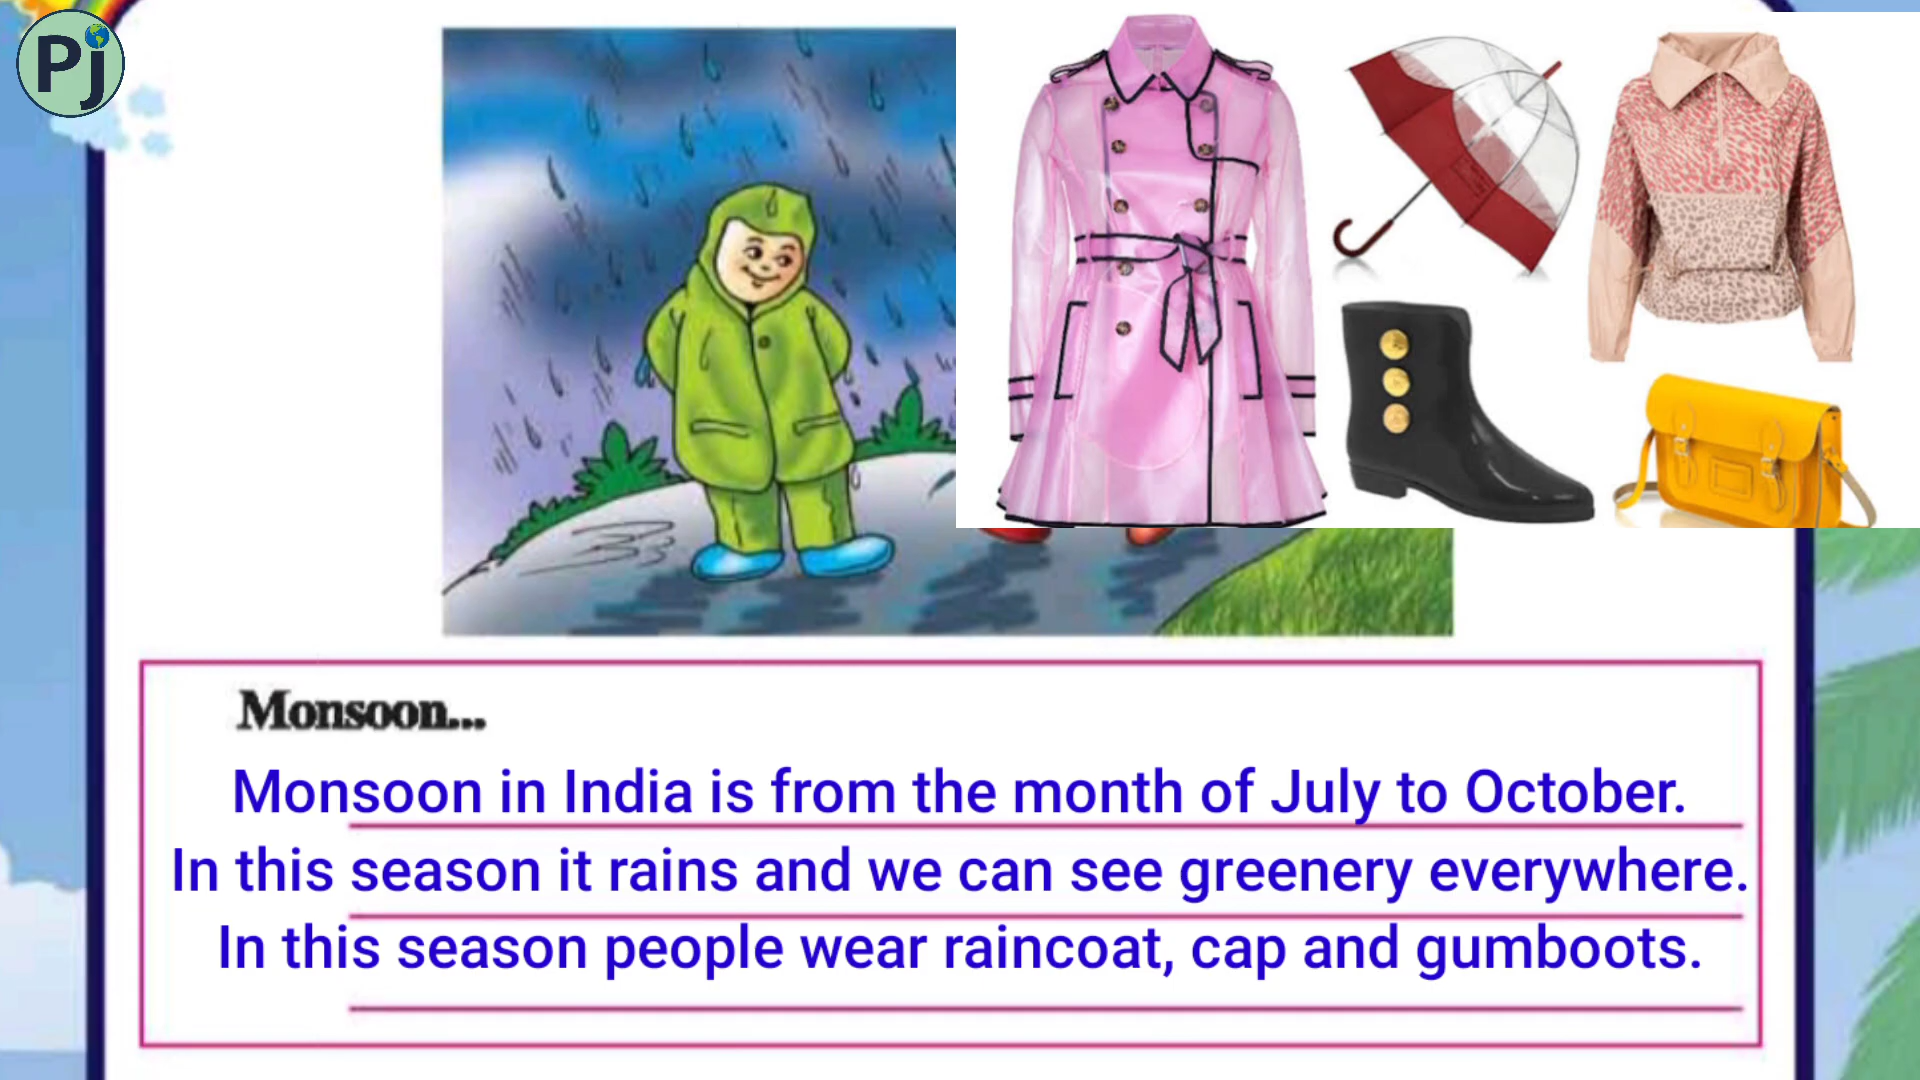 Pj
Monsoon...
Monsoon in India is from the month of July to October.
In this season it rains and we can see greenery everywhere.
In this season people wear raincoat, cap and gumboots.